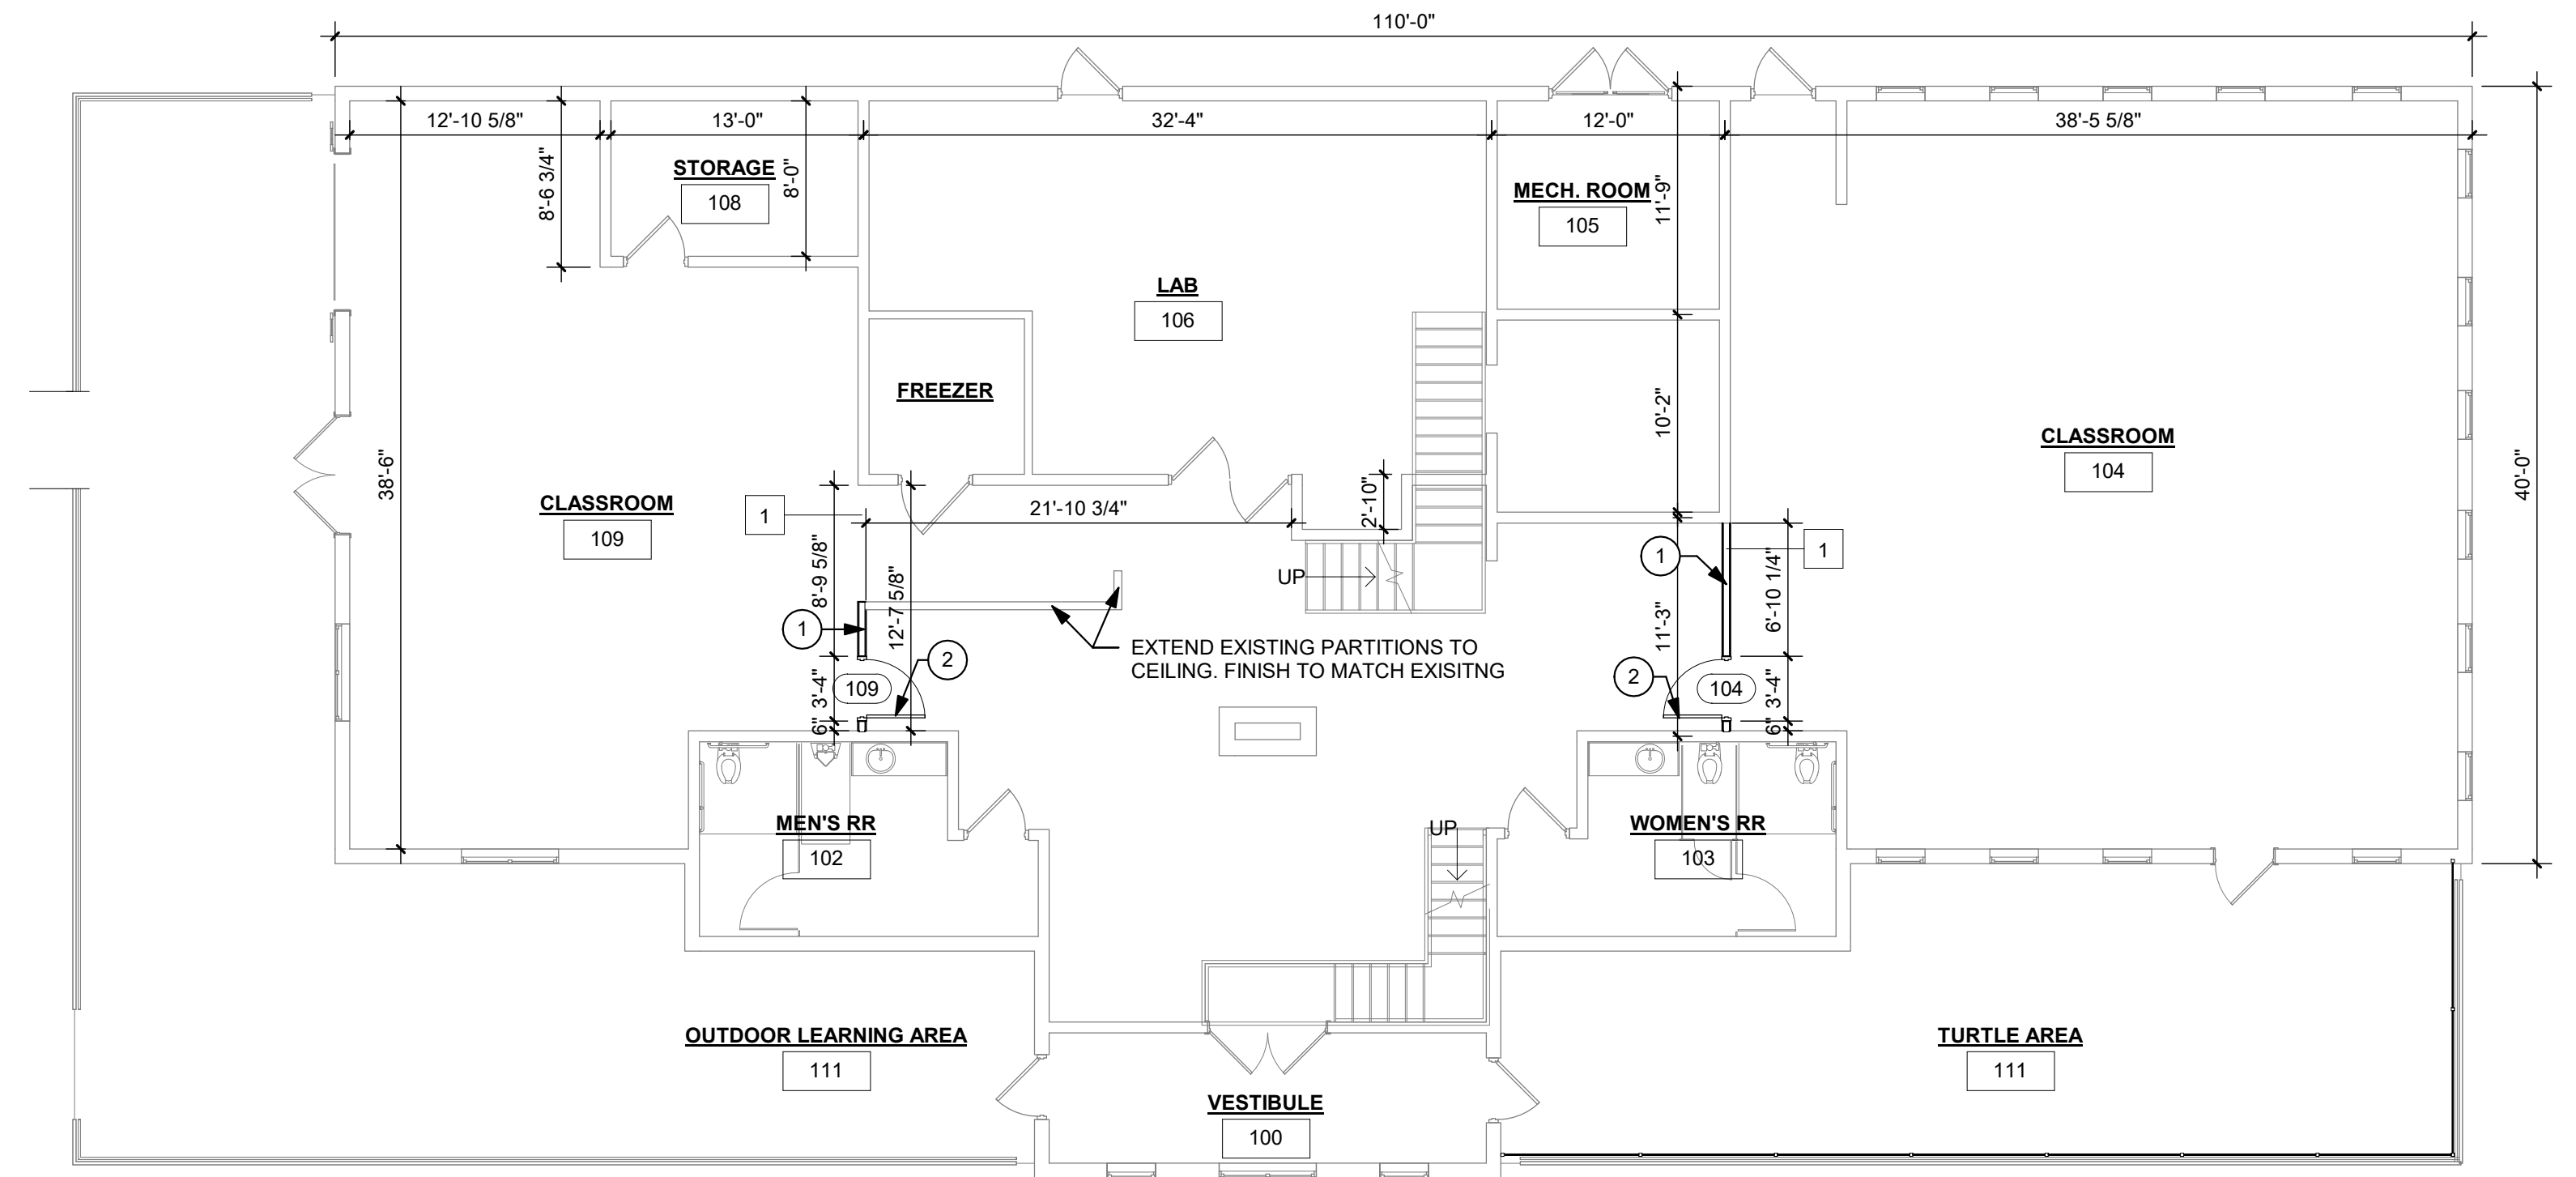 110'-0"
12'-10 5/8"
13'-0"
32'-4"
12'-0"
38'-5 5/8"
8'-6 3/4"
STORAGE
108
8'-0"
MECH. ROOM
105
11'-9"
LAB
106
FREEZER
10'-2"
CLASSROOM
104
40'-0"
38'-6"
CLASSROOM
109
1
21'-10 3/4"
2'-10"
8'-9 5/8"
12'-7 5/8"
UP
1
1
6'-10 1/4"
11'-3"
1
EXTEND EXISTING PARTITIONS TO
CEILING. FINISH TO MATCH EXISITNG
2
109
3'-4"
6"
2
104
3'-4"
6"
MEN'S RR
102
UP
WOMEN'S RR
103
OUTDOOR LEARNING AREA
111
TURTLE AREA
111
VESTIBULE
100